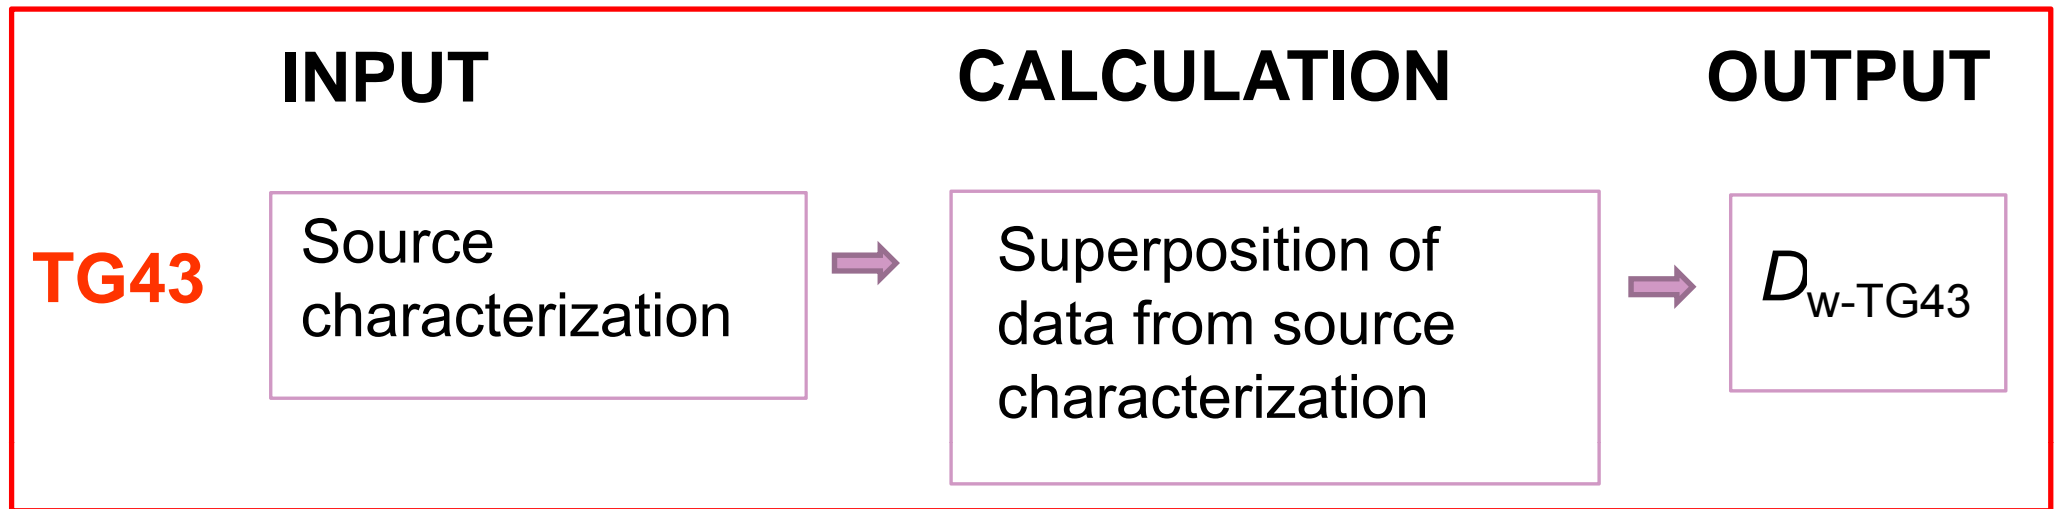 INPUT CALCULATION OUTPUT
TG43
Source
characterization
Superposition of
data from source
characterization
Dw-TG43